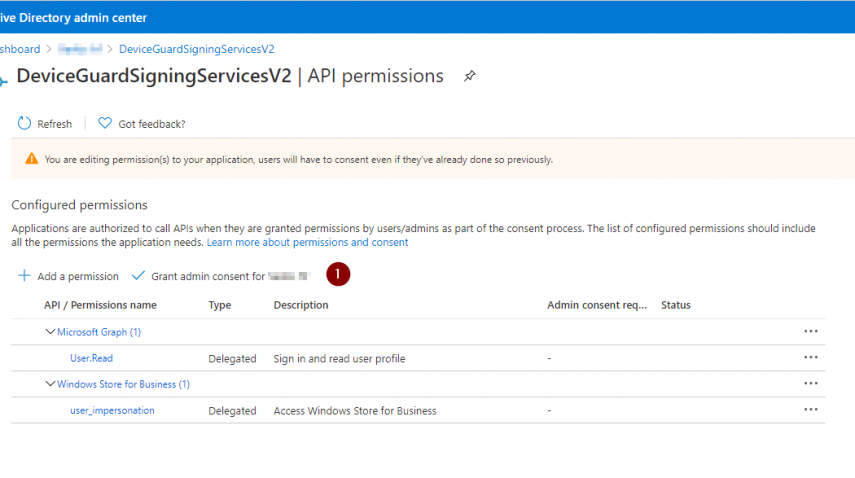 ive Directory admin center
shboard > > DeviceGuardSigningServicesV2
DeviceGuardSigningServicesV2 | API permissions
Refresh Got feedback?
You are editing permission(s) to your application, users will have to consent even if they've already done so previously.
Configured permissions
Applications are authorized to call APIs when they are granted permissions by users/admins as part of the consent process. The list of configured permissions should include
all the permissions the application needs. Learn more about permissions and consent
Add a permission Grant admin consent for 1
API / Permissions name Type Description Admin consent req... Status
Microsoft Graph (1) ...
User.Read Delegated Sign in and read user profile - ...
Windows Store for Business (1) ...
user_impersonation Delegated Access Windows Store for Business - ...